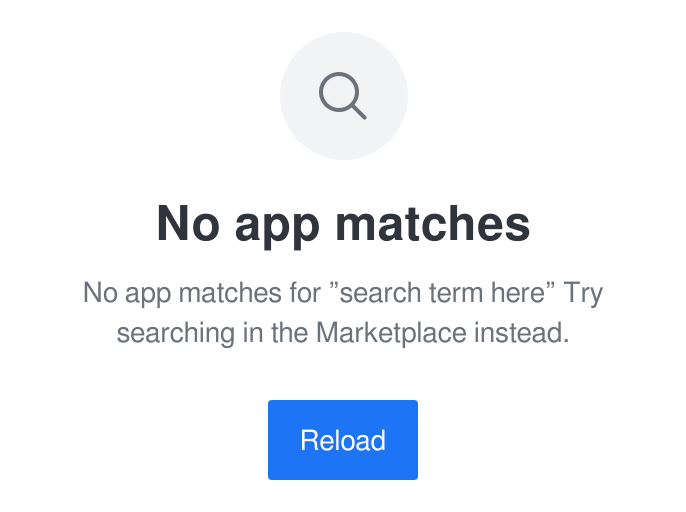 No app matches
No app matches for ”search term here” Try
searching in the Marketplace instead.
Reload